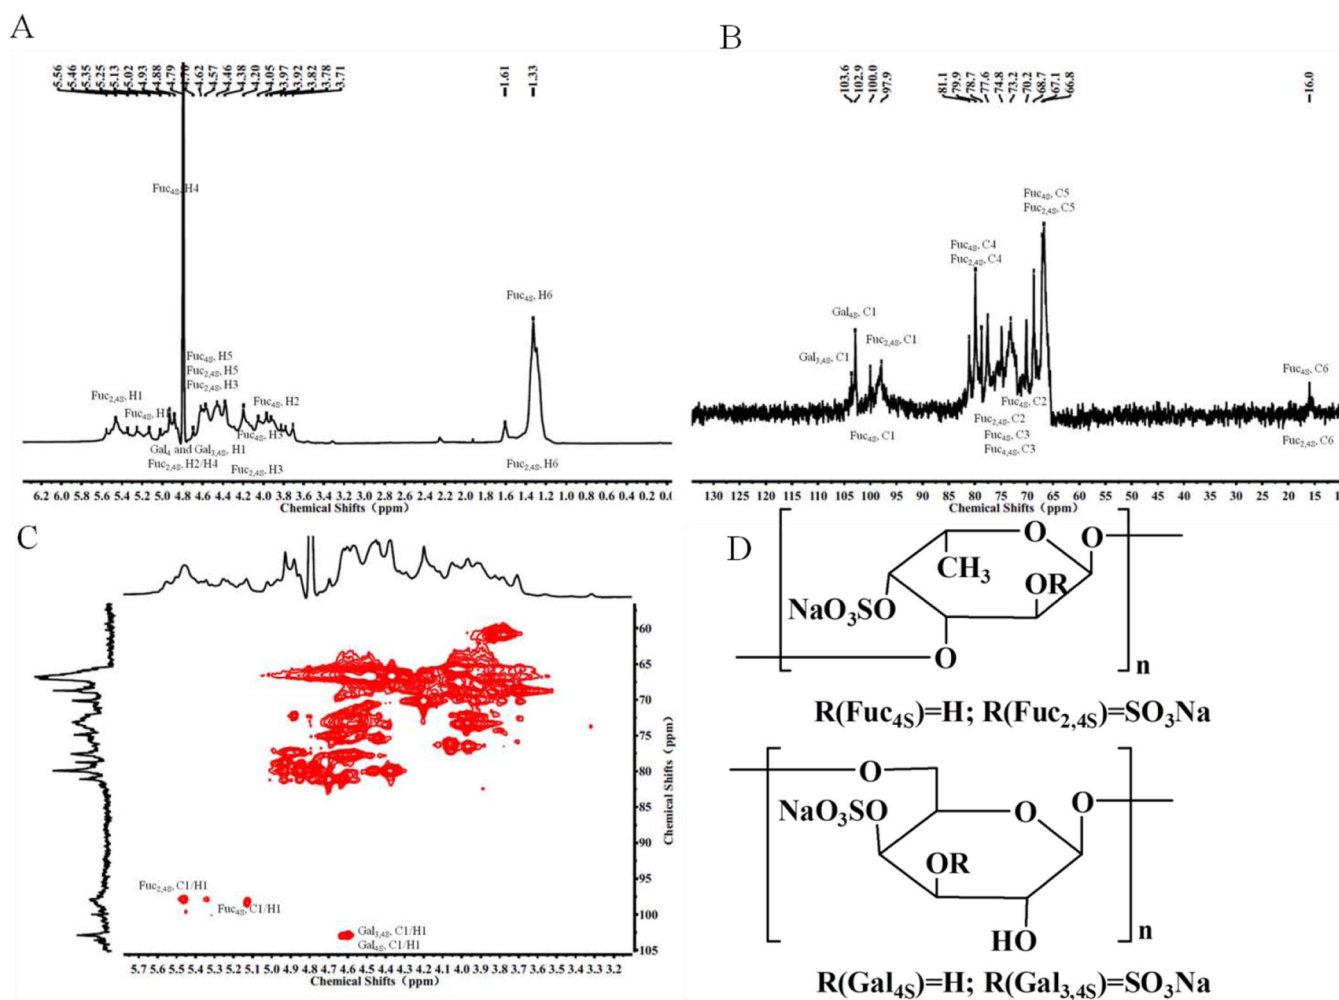 A
5.56
5.46
5.35
5.25
5.13
5.02
4.93
4.88
4.79
4.70
4.62
4.57
4.46
4.38
4.20
4.05
3.97
3.92
3.82
3.78
3.71
1.61
1.33
Fuc4S, H4
Fuc4S, H6
Fuc4S, H5
Fuc2,4S, H5
Fuc2,4S, H3
Fuc2,4S, H1
Fuc4S, H1
Fuc4S, H2
Fuc4S, H3
Gal4 and Gal3,4S, H1
Fuc2,4S, H2/H4
Fuc2,4S, H3
Fuc2,4S, H6
6.2 6.0 5.8 5.6 5.4 5.2 5.0 4.8 4.6 4.4 4.2 4.0 3.8 3.6 3.4 3.2 3.0 2.8 2.6 2.4 2.2 2.0 1.8 1.6 1.4 1.2 1.0 0.8 0.6 0.4 0.2 0.0
Chemical Shifts (ppm)
B
103.6
102.9
100.0
97.9
81.1
79.9
78.7
77.6
74.8
73.2
70.2
68.7
67.1
66.8
16.0
Fuc4S, C5
Fuc2,4S, C5
Fuc4S, C4
Fuc2,4S, C4
Gal4S, C1
Fuc2,4S, C1
Gal3,4S, C1
Fuc4S, C6
Fuc4S, C2
Fuc2,4S, C2
Fuc4S, C1
Fuc4S, C3
Fuc4,4S, C3
Fuc2,4S, C6
130 125 120 115 110 105 100 95 90 85 80 75 70 65 60 55 50 45 40 35 30 25 20 15 10
Chemical Shifts (ppm)
C
60
65
70
75
80
85
90
95
100
105
Chemical Shifts (ppm)
Fuc2,4S, C1/H1
Fuc4S, C1/H1
Gal3,4S, C1/H1
Gal4S, C1/H1
5.7 5.6 5.5 5.4 5.3 5.2 5.1 5.0 4.9 4.8 4.7 4.6 4.5 4.4 4.3 4.2 4.1 4.0 3.9 3.8 3.7 3.6 3.5 3.4 3.3 3.2
Chemical Shifts (ppm)
D
O
O
CH3
OR
NaO3SO
O
n
R(Fuc4S)=H; R(Fuc2,4S)=SO3Na
O
NaO3SO
O
O
OR
HO
n
R(Gal4S)=H; R(Gal3,4S)=SO3Na